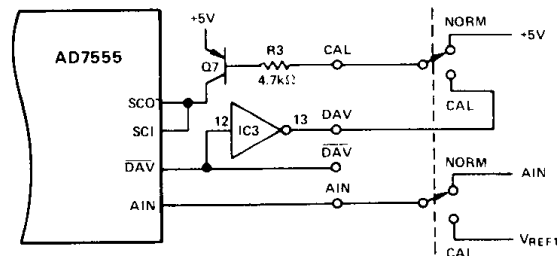 NORM
+5V
+5V
AD7555
R3
CAL
Q7
4.7kΩ
SCO
CAL
12
13
DAV
SCI
IC3
DAV
DAV
NORM
AIN
AIN
AIN
VREF1
CAL